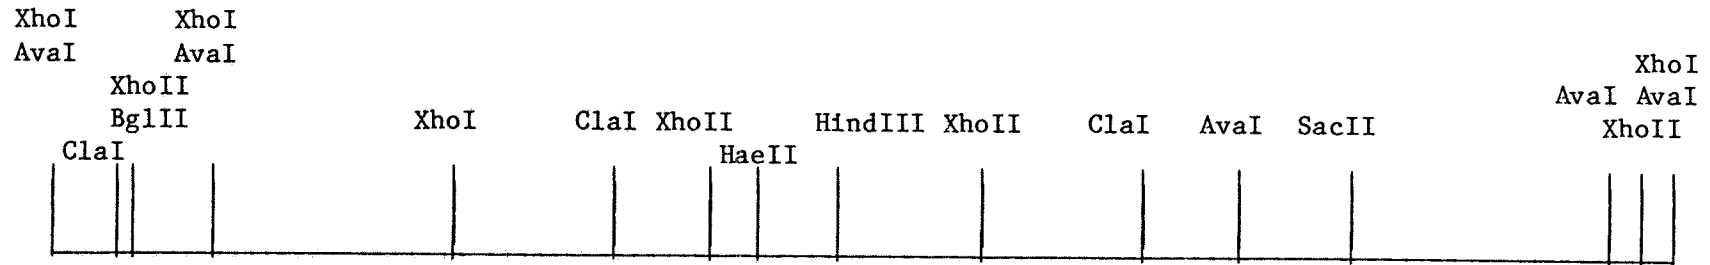 XhoI XhoI
AvaI AvaI
XhoI
XhoII
AvaI AvaI
BglII XhoI ClaI XhoII HindIII XhoII ClaI AvaI SacII XhoII
ClaI HaeII